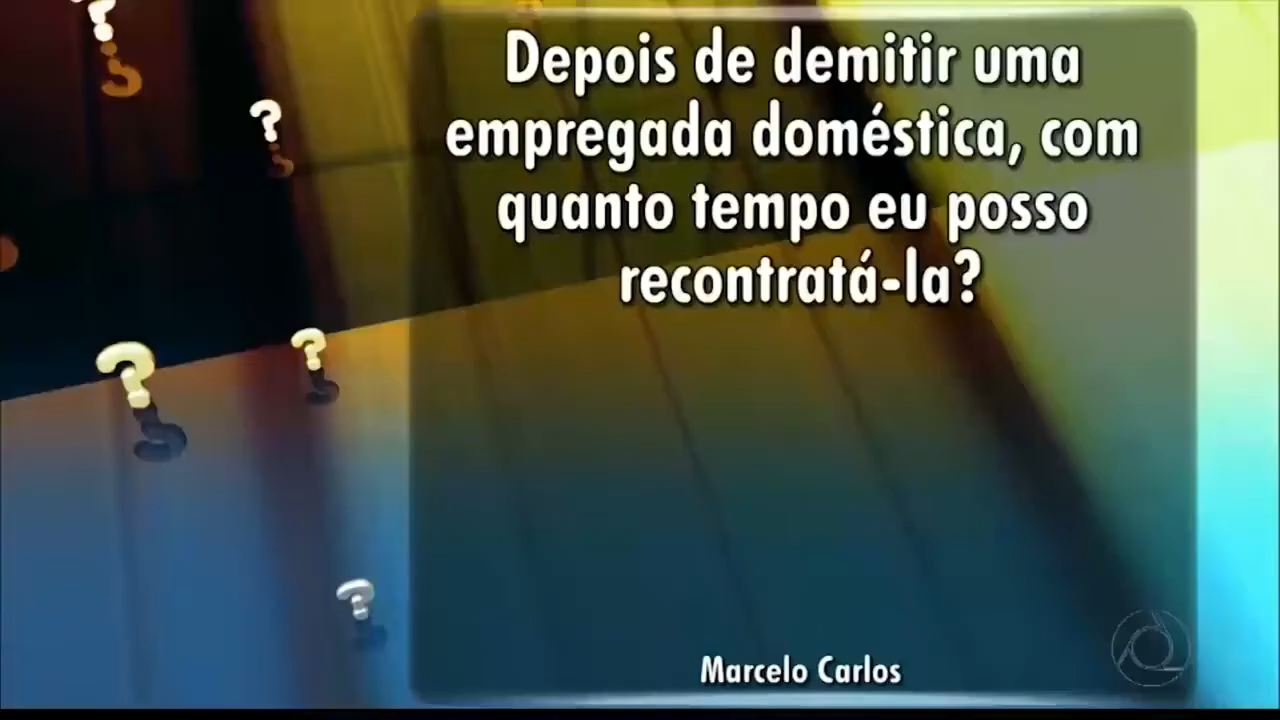 Depois de demitir uma
empregada doméstica, com
quanto tempo eu posso
recontratá-la?
Marcelo Carlos